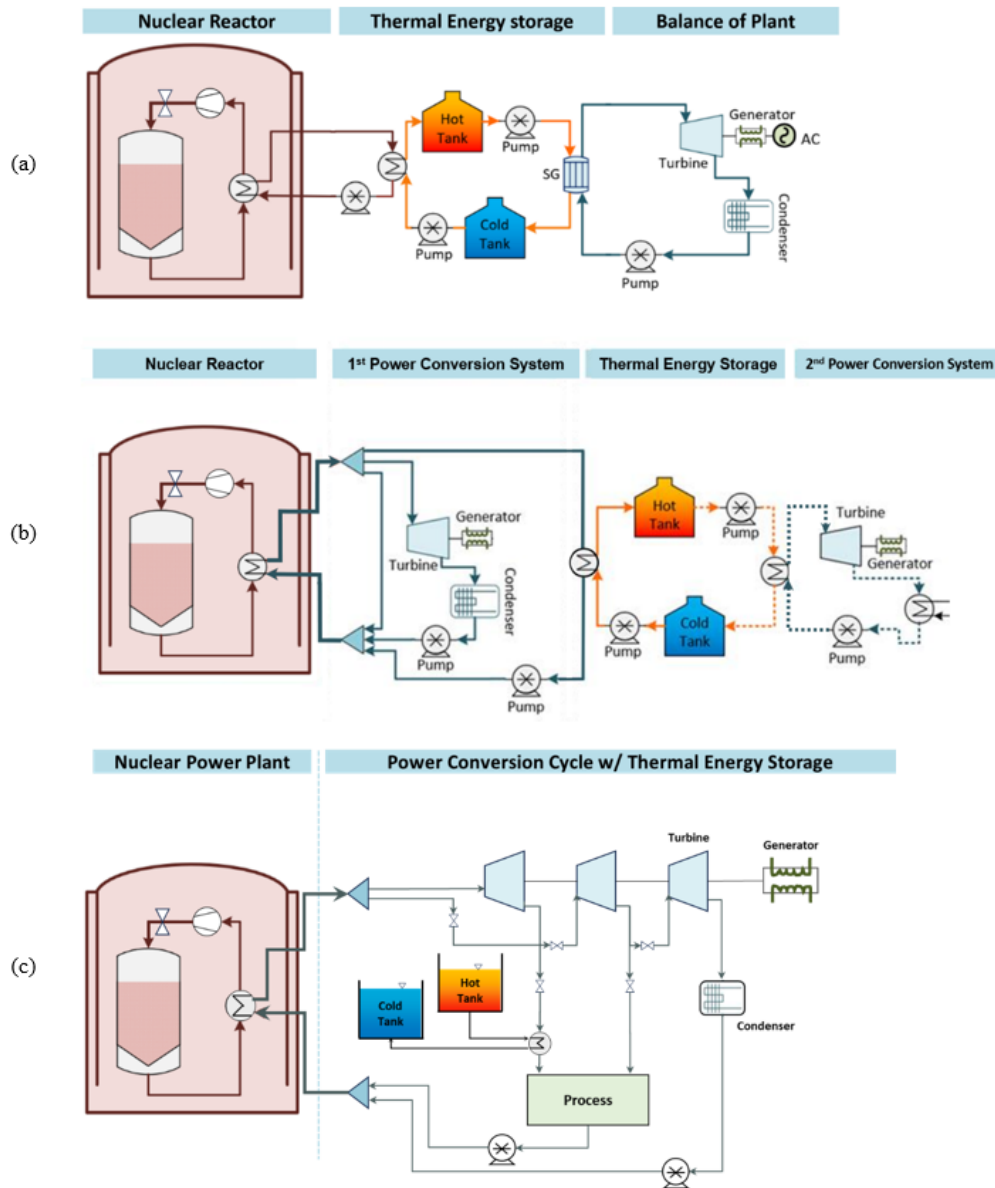 Nuclear Reactor Thermal Energy storage Balance of Plant
(a)
Hot
Tank
Pump
SG
Cold
Tank
Pump
Generator
AC
Turbine
Condenser
Pump
Nuclear Reactor 1st Power Conversion System Thermal Energy Storage 2nd Power Conversion System
(b)
Generator
Turbine
Condenser
Pump
Pump
Hot
Tank
Pump
Cold
Tank
Pump
Turbine
Generator
Pump
Nuclear Power Plant Power Conversion Cycle w/ Thermal Energy Storage
(c)
Turbine
Generator
Hot
Tank
Cold
Tank
Condenser
Process